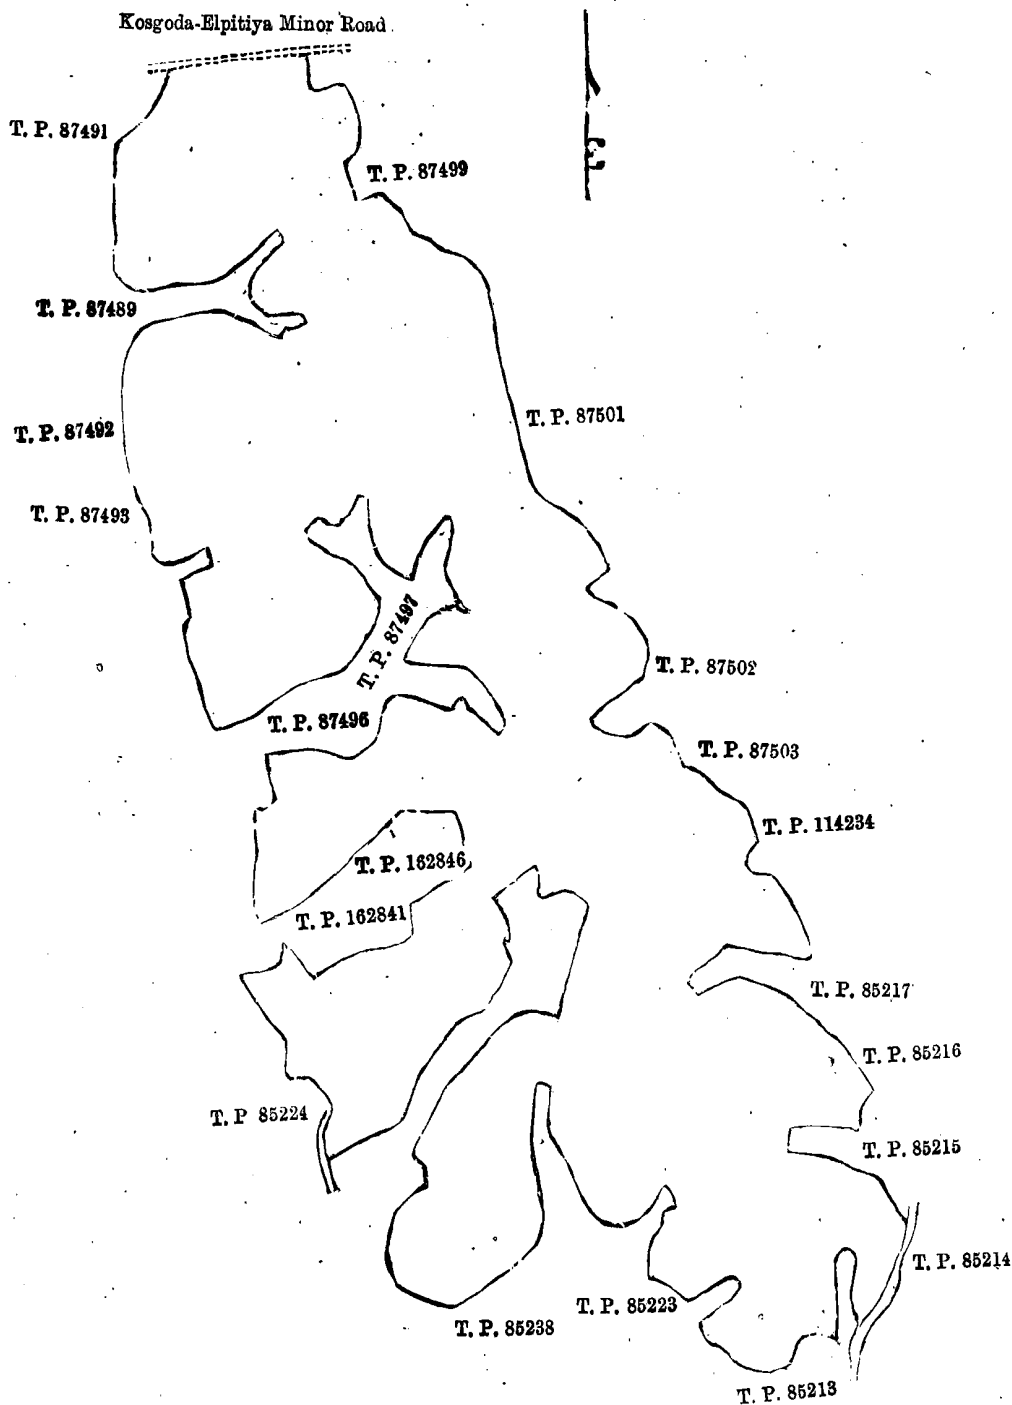 Kosgoda-Elpitiya Minor Road
T. P. 87491
T. P. 87499
T. P. 87489
T. P. 87501
T. P. 87492
T. P. 87493
T. P. 87497
T. P. 87502
T. P. 87496
T. P. 87503
T. P. 114234
T. P. 162846
T. P. 162841
T. P. 85217
T. P. 85216
T. P 85224
T. P. 85215
T. P. 85214
T. P. 85223
T. P. 85238
T. P. 85213